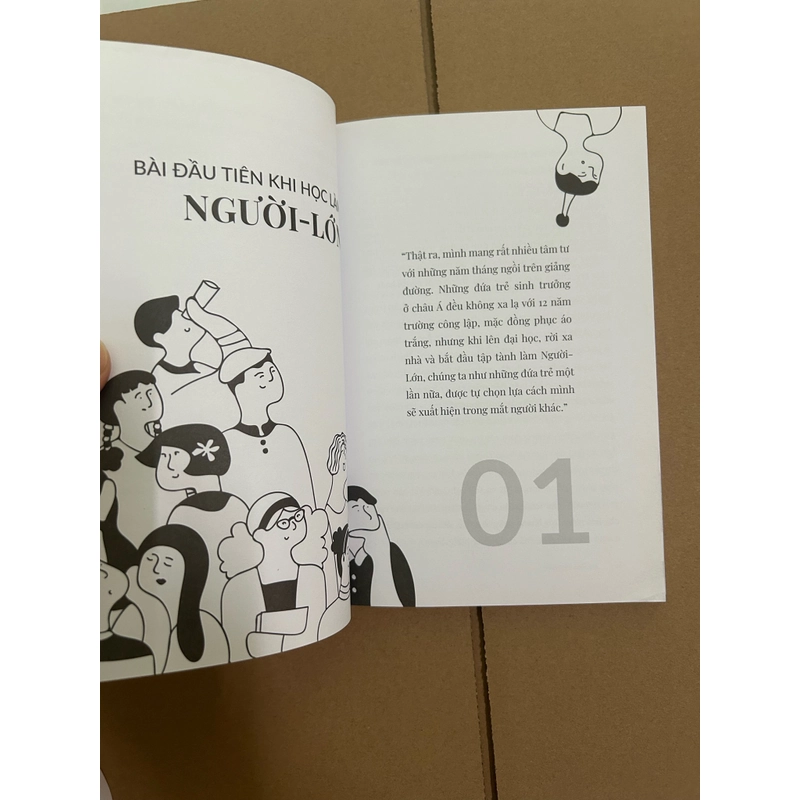 BÀI ĐẦU TIÊN KHI HỌC
NGƯỜI-LỚN
“Thật ra, mình mang rất nhiều tâm tư
với những năm tháng ngồi trên giảng
đường. Những đứa trẻ sinh trưởng
ở châu Á đều không xa lạ với 12 năm
trường công lập, mặc đồng phục áo
trắng, nhưng khi lên đại học, rời xa
nhà và bắt đầu tập tành làm Người-
Lớn, chúng ta như những đứa trẻ một
lần nữa, được tự chọn lựa cách mình
sẽ xuất hiện trong mắt người khác.”
01